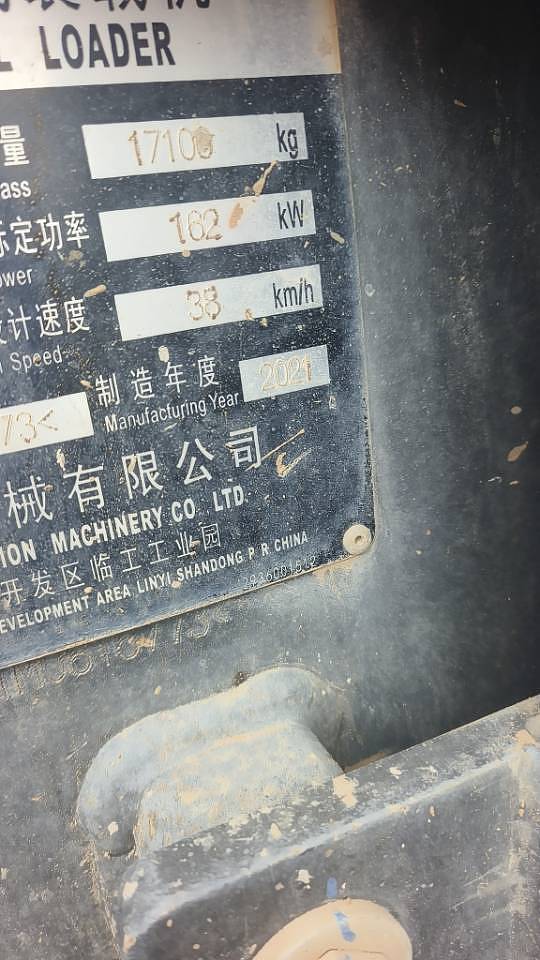 LOADER
量 17100 kg
ass
定功率 162 kW
ower
计速度 38 km/h
Speed
73< 制造年度 2021
Manufacturing Year
械有限公司
ION MACHINERY CO LTD
开发区临工工业园
EVELOPMENT AREA LINYI SHANDONG P R CHINA